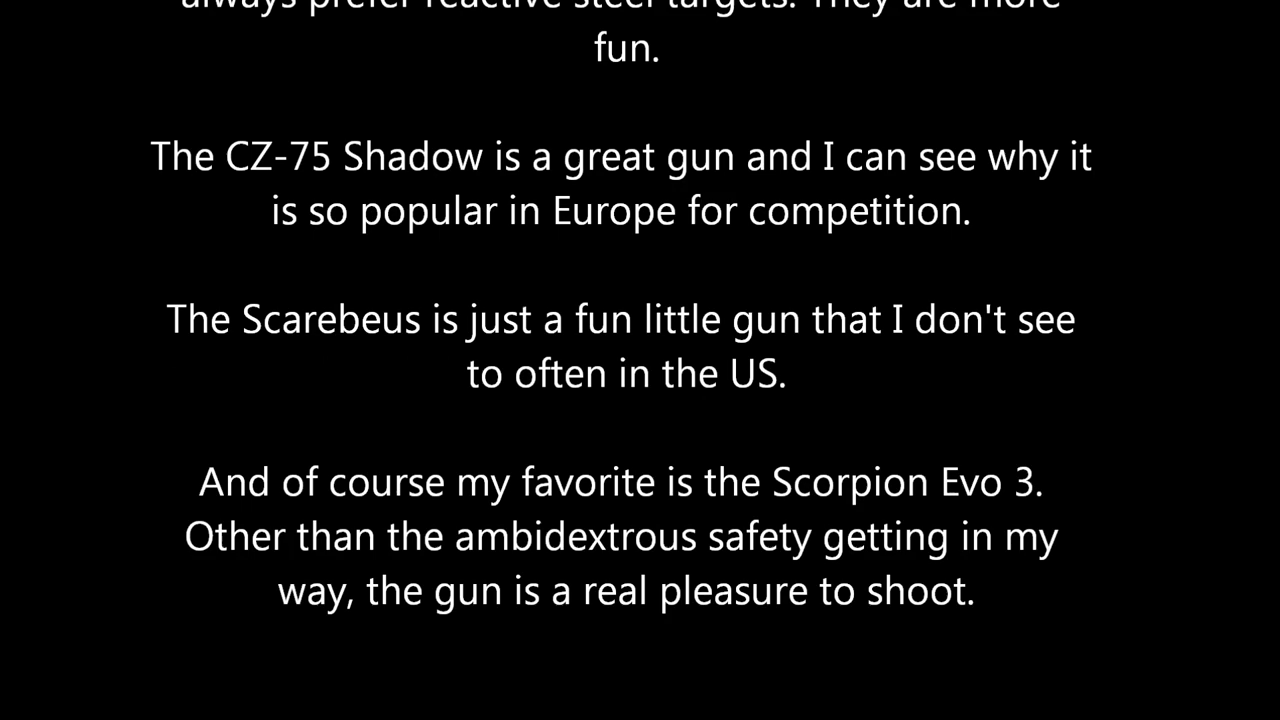 always prefer reactive steel targets. They are more
fun.
The CZ-75 Shadow is a great gun and I can see why it
is so popular in Europe for competition.
The Scarebeus is just a fun little gun that I don't see
to often in the US.
And of course my favorite is the Scorpion Evo 3.
Other than the ambidextrous safety getting in my
way, the gun is a real pleasure to shoot.